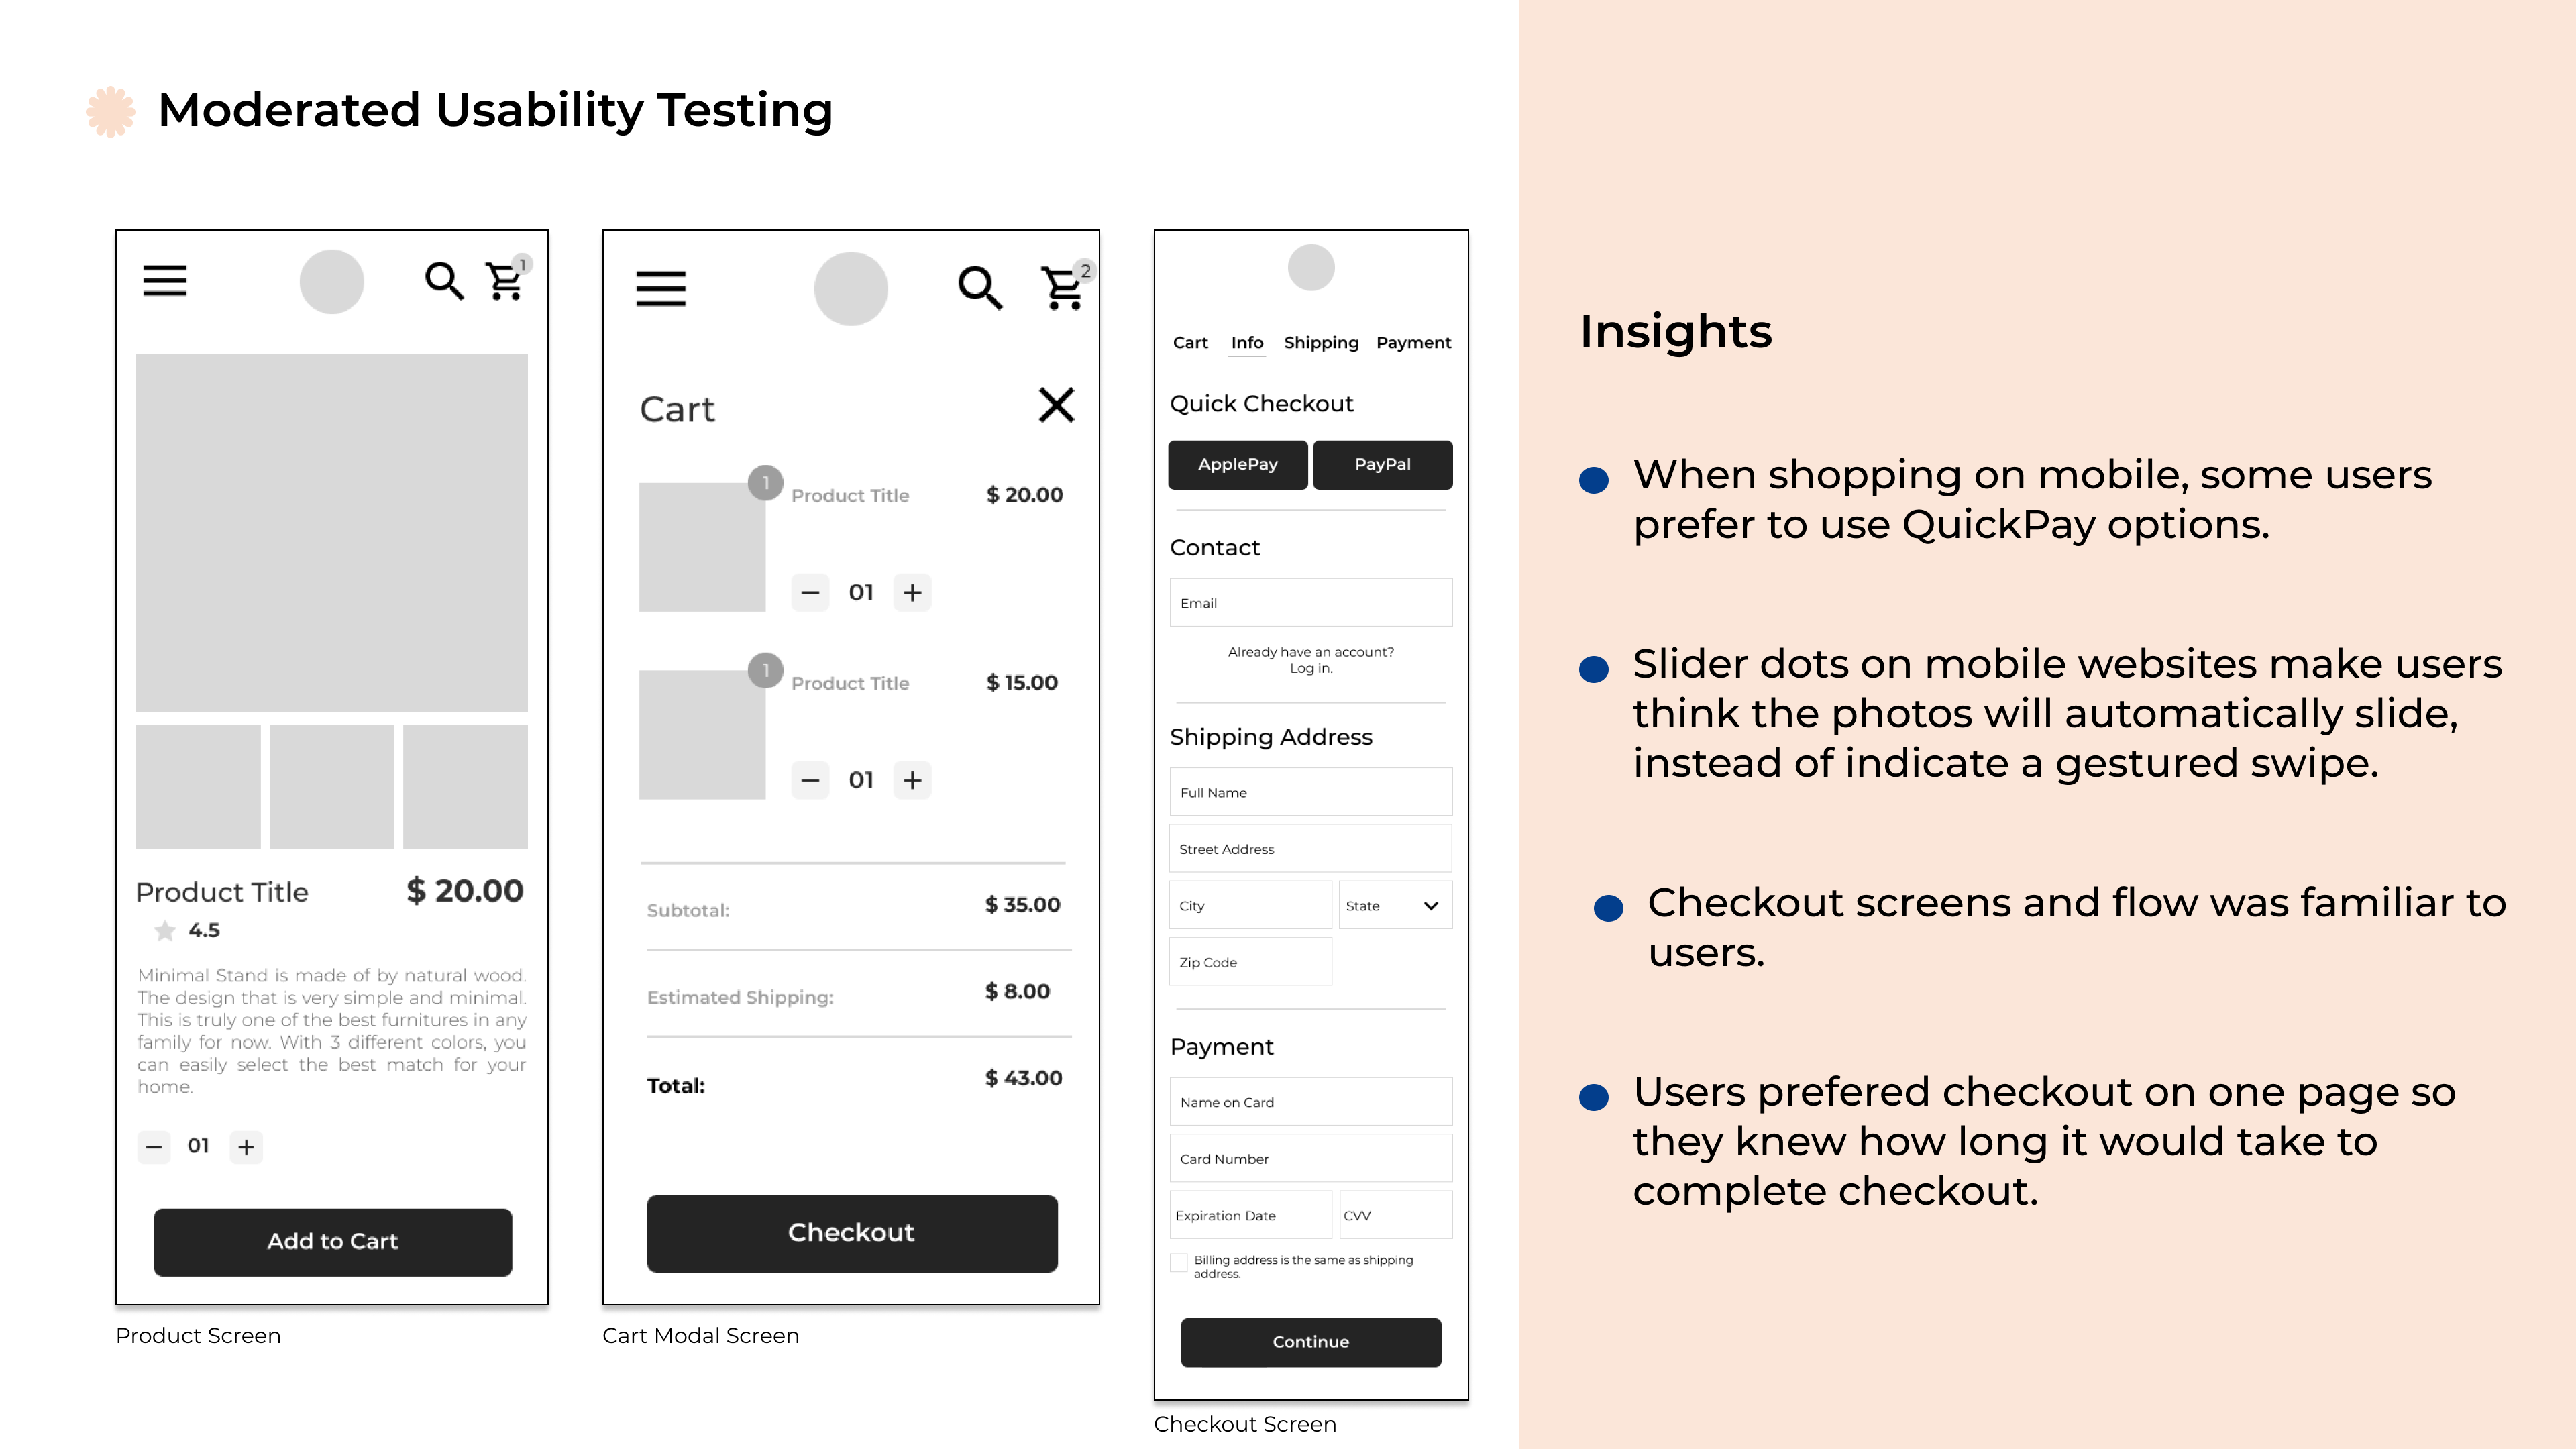 Moderated Usability Testing
1
Product Title
$ 20.00
4.5
Minimal Stand is made of by natural wood.
The design that is very simple and minimal.
This is truly one of the best furnitures in any
family for now. With 3 different colors, you
can easily select the best match for your
home.
01
Add to Cart
Product Screen
2
Cart
1
Product Title
$ 20.00
01
1
Product Title
$ 15.00
01
Subtotal:
$ 35.00
Estimated Shipping:
$ 8.00
Total:
$ 43.00
Checkout
Cart Modal Screen
Cart Info Shipping Payment
Quick Checkout
ApplePay
PayPal
Contact
Email
Already have an account?
Log in.
Shipping Address
Full Name
Street Address
City
State
Zip Code
Payment
Name on Card
Card Number
Expiration Date
CVV
Billing address is the same as shipping
address.
Continue
Checkout Screen
Insights
When shopping on mobile, some users
prefer to use QuickPay options.
Slider dots on mobile websites make users
think the photos will automatically slide,
instead of indicate a gestured swipe.
Checkout screens and flow was familiar to
users.
Users prefered checkout on one page so
they knew how long it would take to
complete checkout.